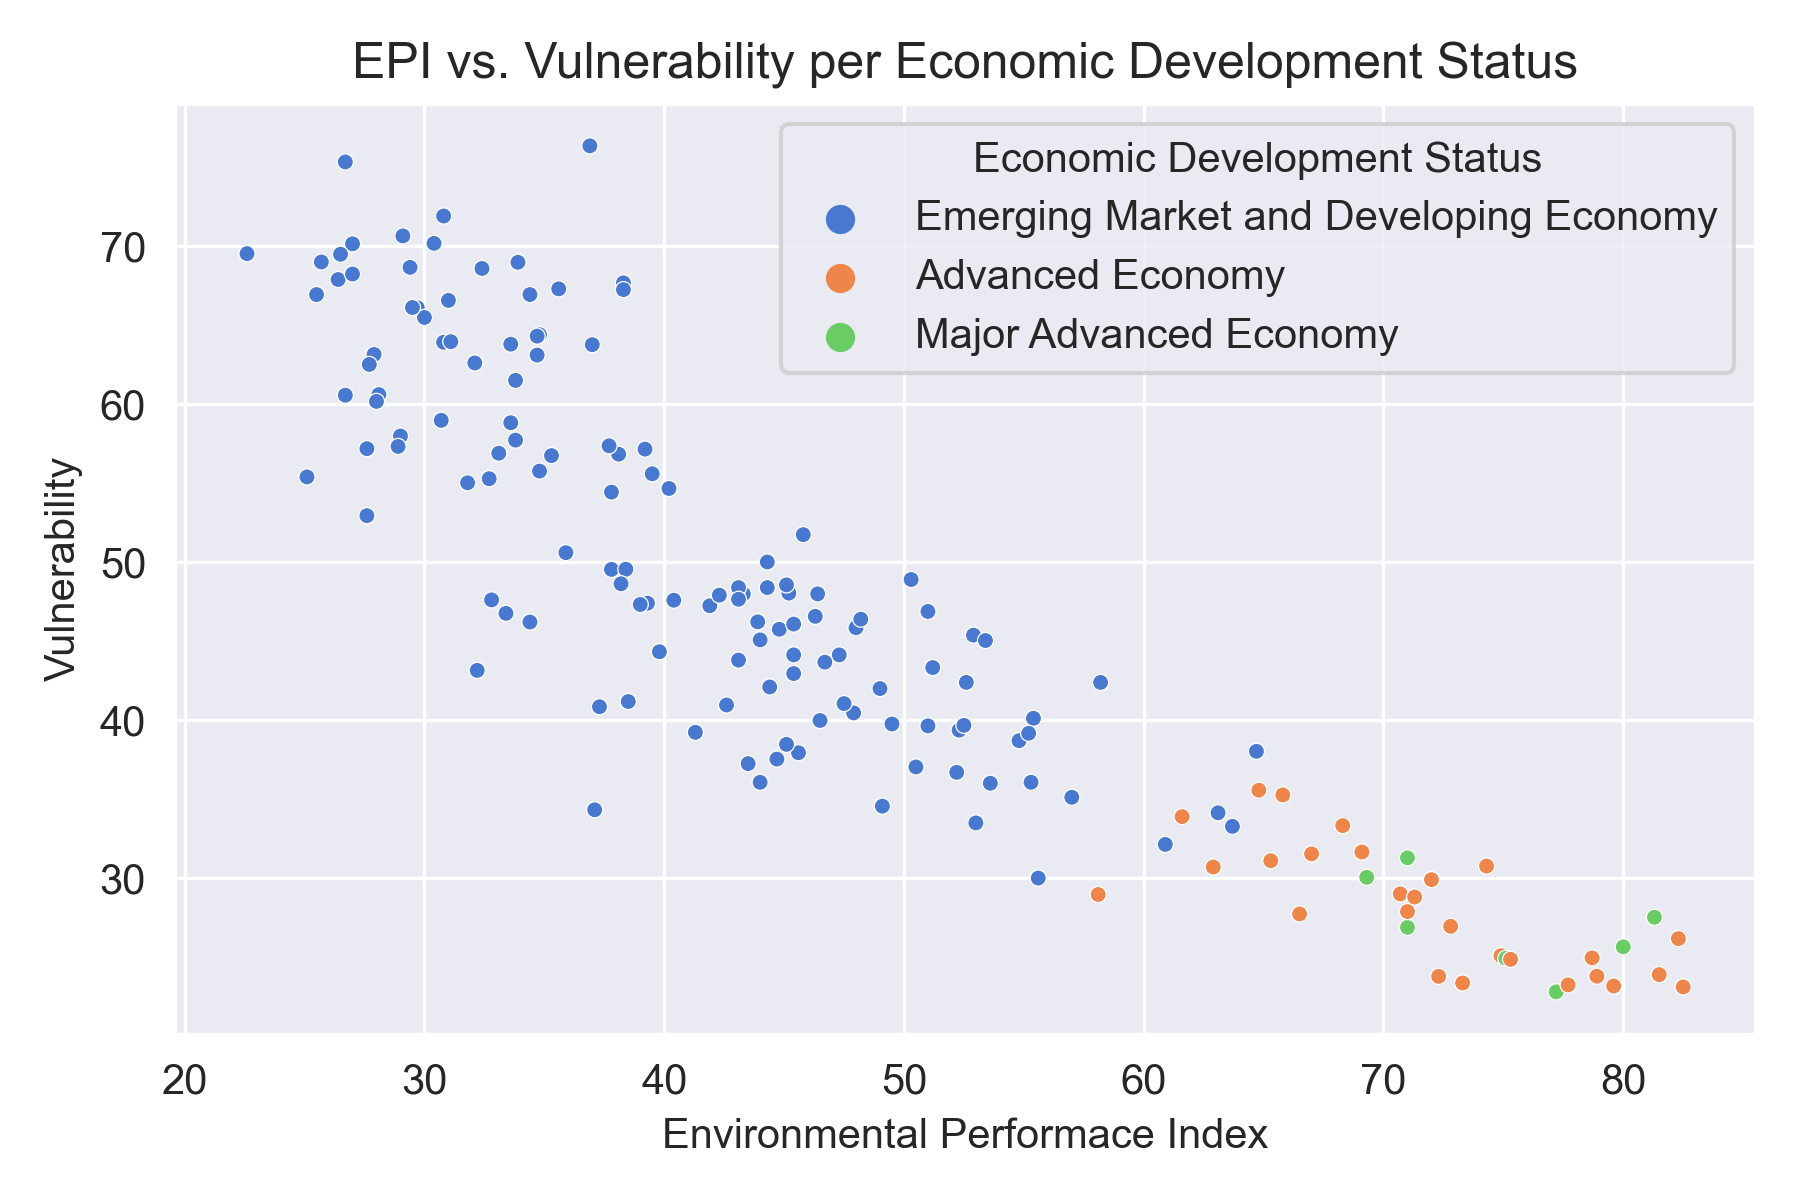 EPI vs. Vulnerability per Economic Development Status
Economic Development Status
Emerging Market and Developing Economy
Advanced Economy
Major Advanced Economy
Vulnerability
70
60
50
40
30
20 30 40 50 60 70 80
Environmental Performace Index